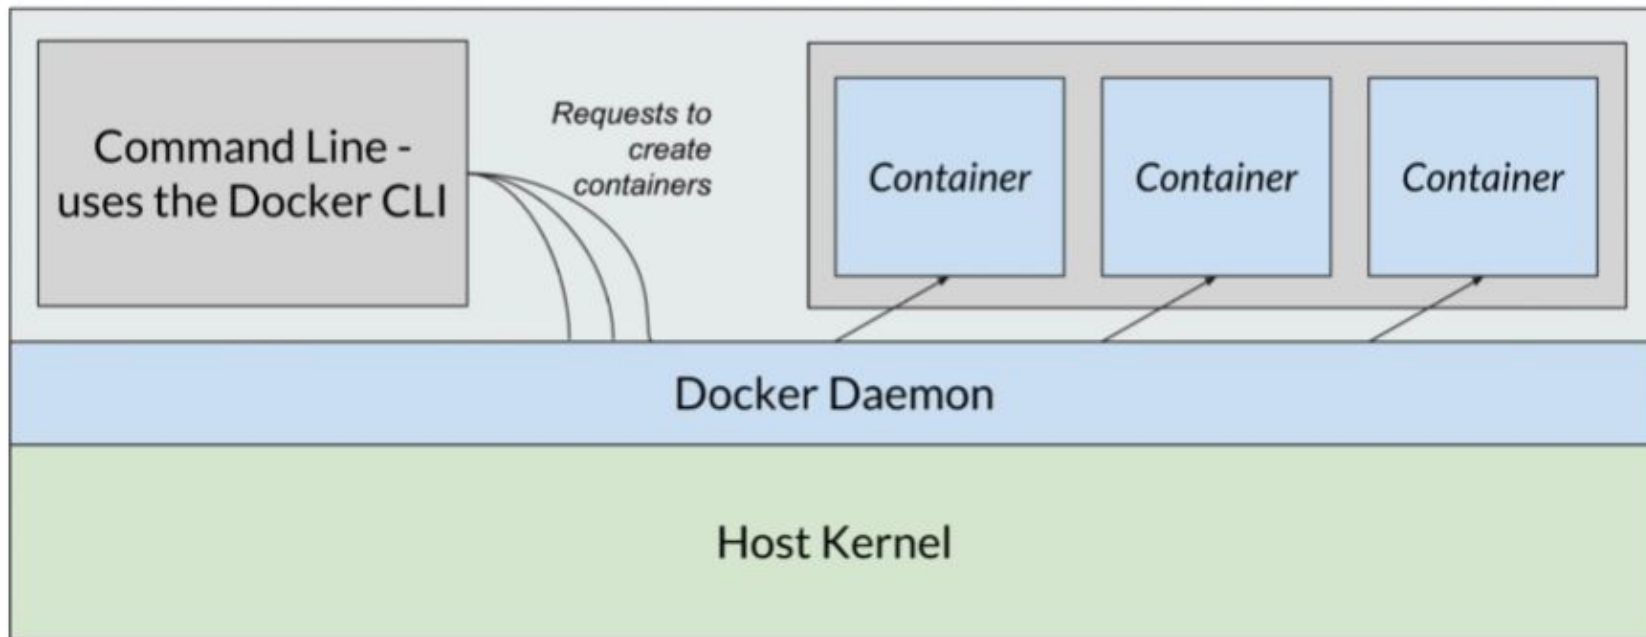 Command Line -
uses the Docker CLI
Requests to
create
containers
Container
Container
Container
Docker Daemon
Host Kernel